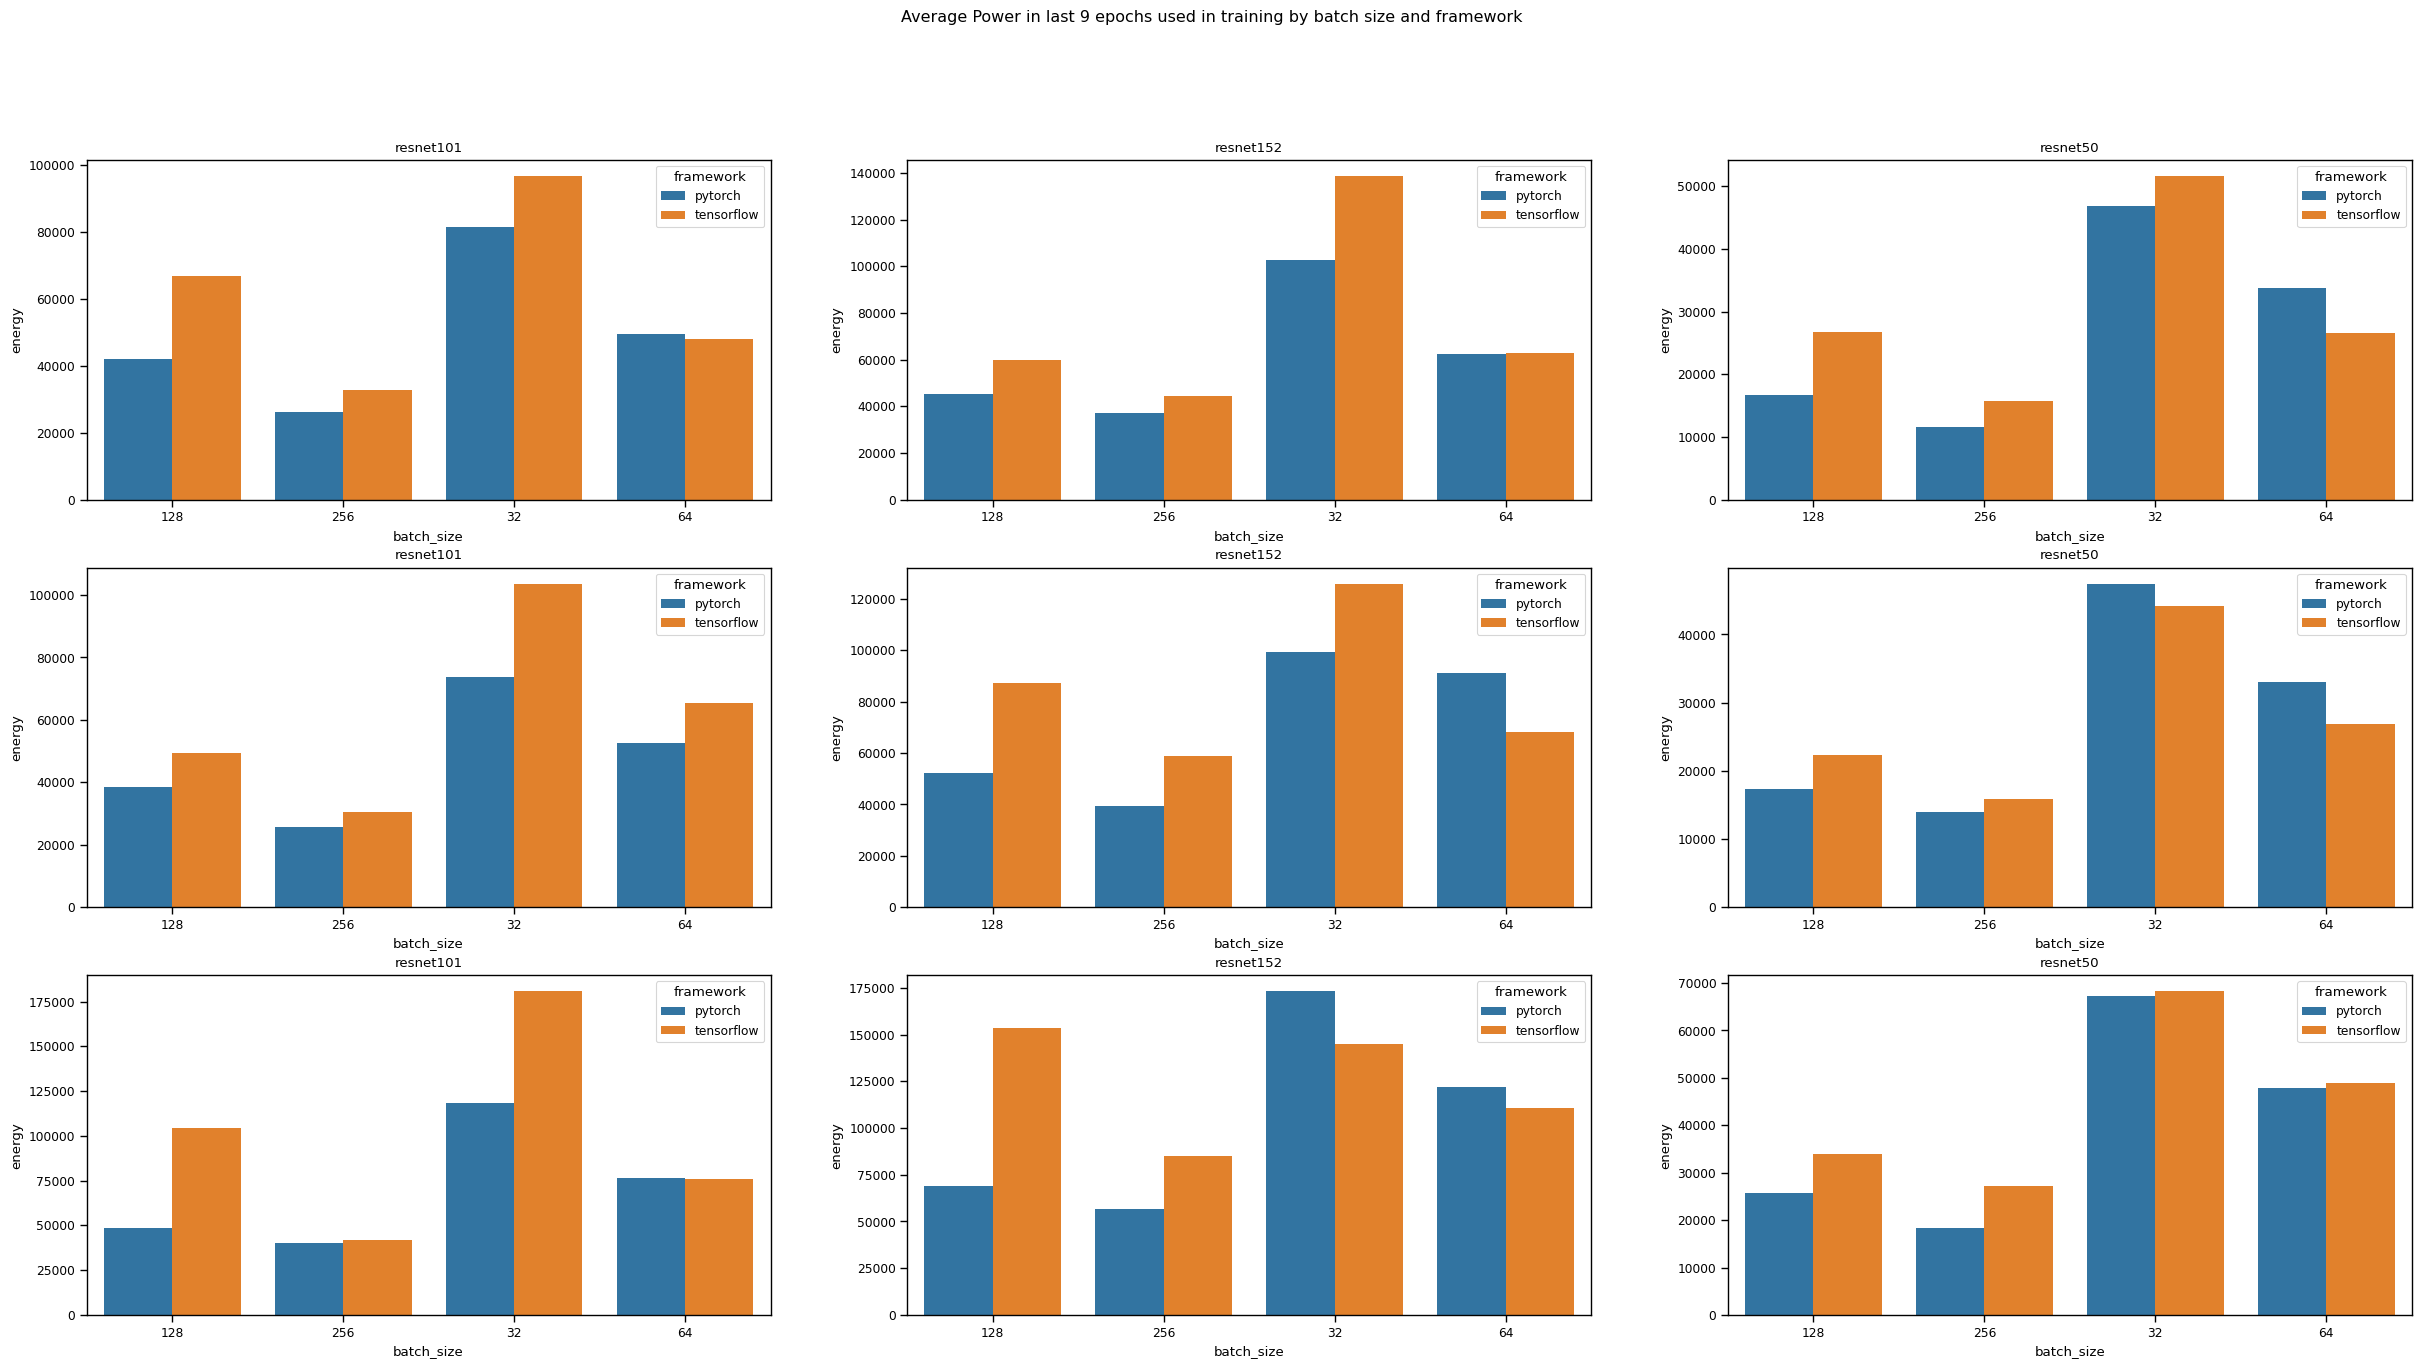 Average Power in last 9 epochs used in training by batch size and framework
resnet101
100000
80000
60000
40000
20000
0
energy
framework
pytorch
tensorflow
128 256 32 64
batch_size
resnet152
140000
120000
100000
80000
60000
40000
20000
0
energy
framework
pytorch
tensorflow
128 256 32 64
batch_size
resnet50
50000
40000
30000
20000
10000
0
energy
framework
pytorch
tensorflow
128 256 32 64
batch_size
resnet101
100000
80000
60000
40000
20000
0
energy
framework
pytorch
tensorflow
128 256 32 64
batch_size
resnet152
120000
100000
80000
60000
40000
20000
0
energy
framework
pytorch
tensorflow
128 256 32 64
batch_size
resnet50
40000
30000
20000
10000
0
energy
framework
pytorch
tensorflow
128 256 32 64
batch_size
resnet101
175000
150000
125000
100000
75000
50000
25000
0
energy
framework
pytorch
tensorflow
128 256 32 64
batch_size
resnet152
175000
150000
125000
100000
75000
50000
25000
0
energy
framework
pytorch
tensorflow
128 256 32 64
batch_size
resnet50
70000
60000
50000
40000
30000
20000
10000
0
energy
framework
pytorch
tensorflow
128 256 32 64
batch_size